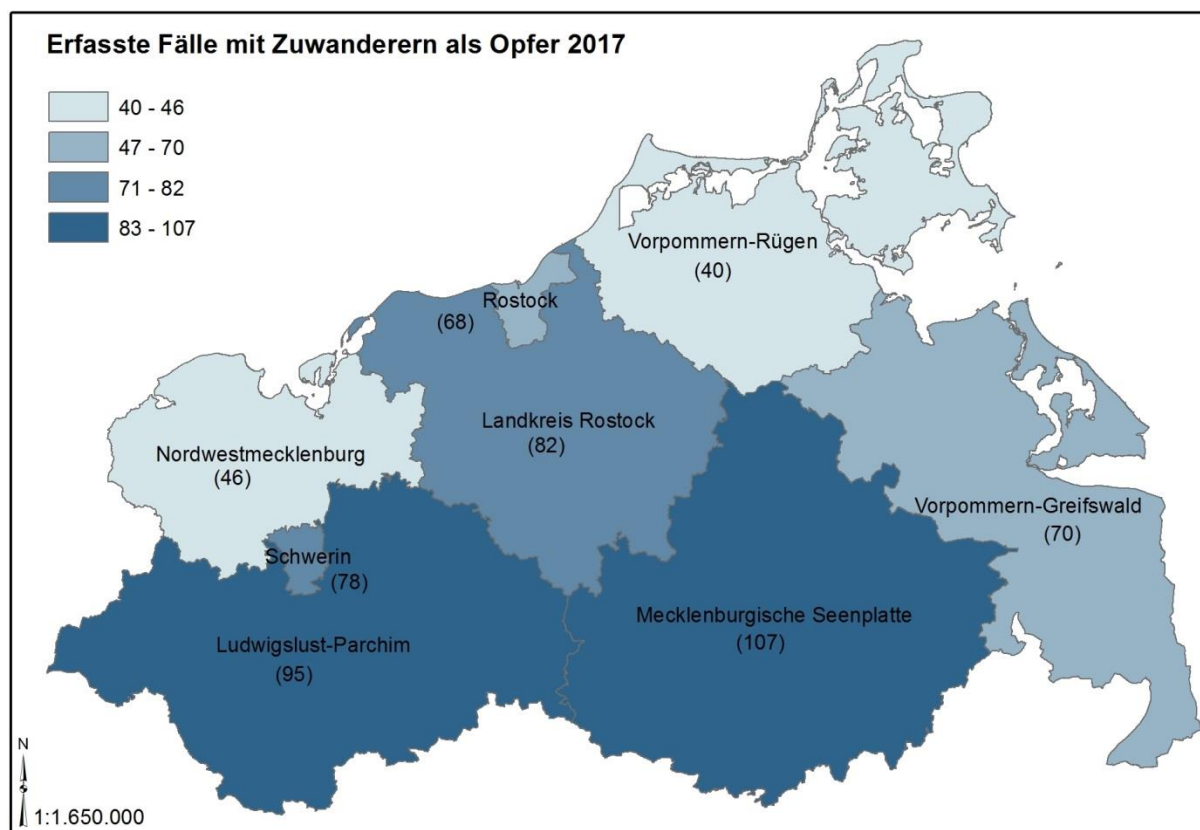 Erfasste Fälle mit Zuwanderern als Opfer 2017
40 - 46
47 - 70
71 - 82
83 - 107
Vorpommern-Rügen
(40)
Rostock
(68)
Landkreis Rostock
(82)
Nordwestmecklenburg
(46)
Vorpommern-Greifswald
(70)
Schwerin
(78)
Mecklenburgische Seenplatte
(107)
Ludwigslust-Parchim
(95)
N
1:1.650.000